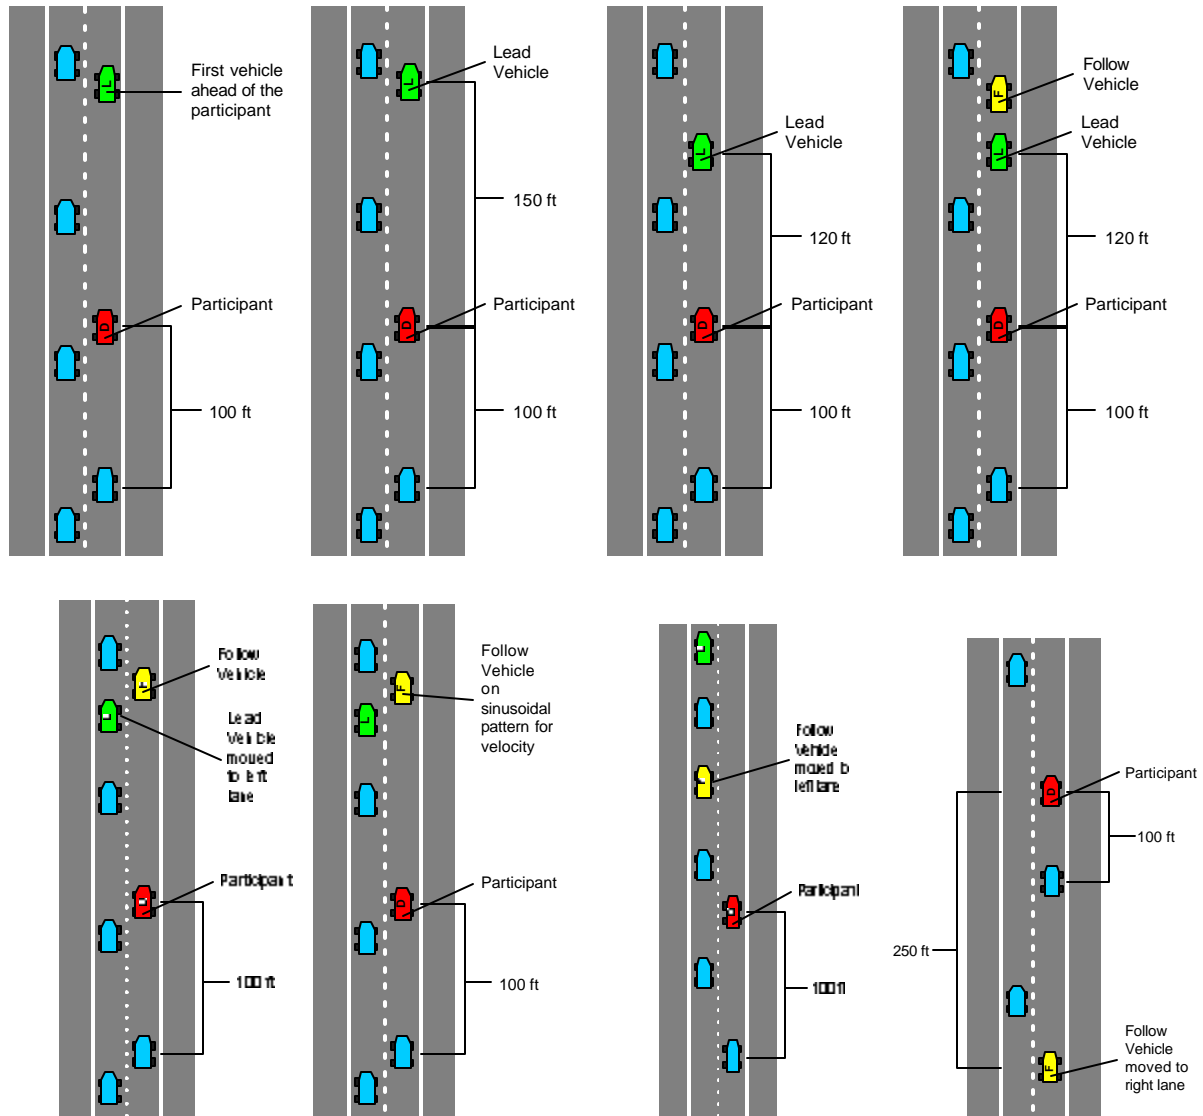 First vehicle
ahead of the
participant
L
Participant
D
100 ft
Lead
Vehicle
L
150 ft
Participant
D
100 ft
Lead
Vehicle
L
120 ft
Participant
D
100 ft
Follow
Vehicle
F
Lead
Vehicle
L
120 ft
Participant
D
100 ft
Follow
Vehicle
F
Lead
Vehicle
moved
to left
lane
L
Participant
100 ft
Follow
Vehicle
on
sinusoidal
pattern for
velocity
F
L
Participant
D
100 ft
Follow
Vehicle
moved to
left lane
Participant
100 ft
Participant
D
100 ft
250 ft
Follow
Vehicle
moved to
right lane
F